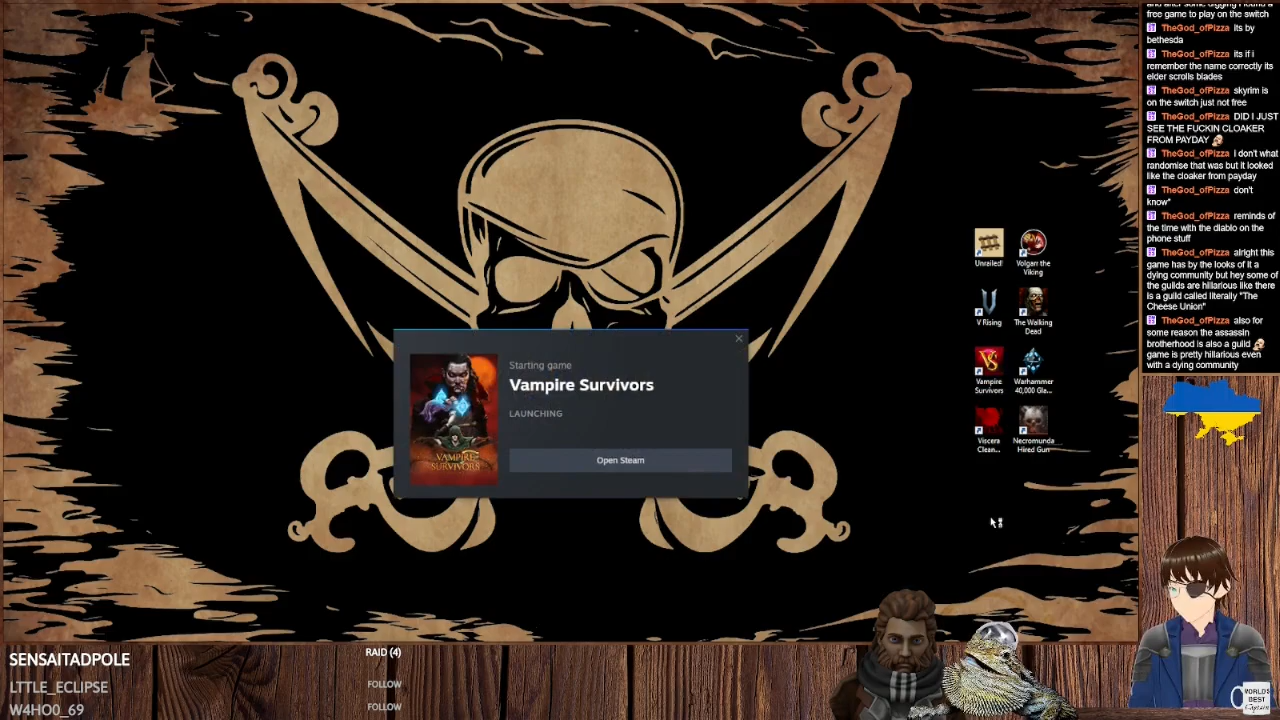 free game to play on the switch
TheGod_ofPizza its by
bethesda
TheGod_ofPizza its if i
remember the name correctly its
elder scrolls blades
TheGod_ofPizza skyrim is
on the switch just not free
TheGod_ofPizza DID I JUST
SEE THE FUCKIN CLOAKER
FROM PAYDAY
TheGod_ofPizza i don't what
randomise that was but it looked
like the cloaker from payday
TheGod_ofPizza don't
know*
TheGod_ofPizza reminds of
the time with the diablo on the
phone stuff
TheGod_ofPizza alright this
game has by the looks of it a
dying community but hey some of
the guilds are hillarious like there
is a guild called literally "The
Cheese Union"
TheGod_ofPizza also for
some reason the assassin
brotherhood is also a guild
game is pretty hillarious even
with a dying community
Unrailed!
Volgarr the
Viking
V Rising
The Walking
Dead
Vampire
Survivors
Warhammer
40,000 Gla...
Viscera
Clean...
Necromunda
Hired Gun
Starting game
Vampire Survivors
LAUNCHING
Open Steam
VAMPIRE
SURVIVORS
SENSAITADPOLE
RAID (4)
LTTLE_ECLIPSE
FOLLOW
W4HO0_69
FOLLOW
WORLD'S
BEST
Captain